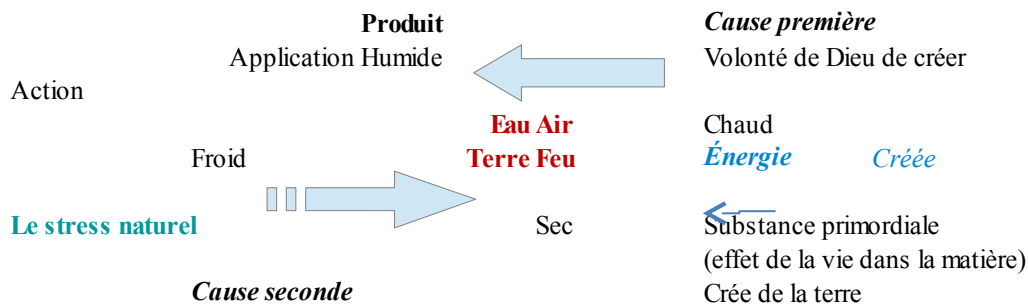 Produit Cause première
Application Humide Volonté de Dieu de créer
Action
Eau Air Chaud
Froid Terre Feu Énergie Créée
Le stress naturel Sec Substance primordiale
(effet de la vie dans la matière)
Cause seconde Crée de la terre